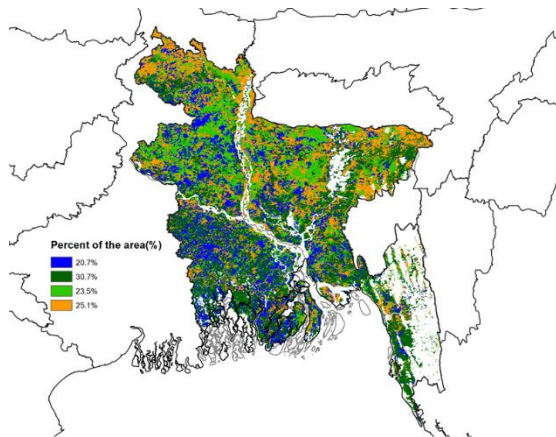 Percent of the area(%)
20.7%
30.7%
23.5%
25.1%